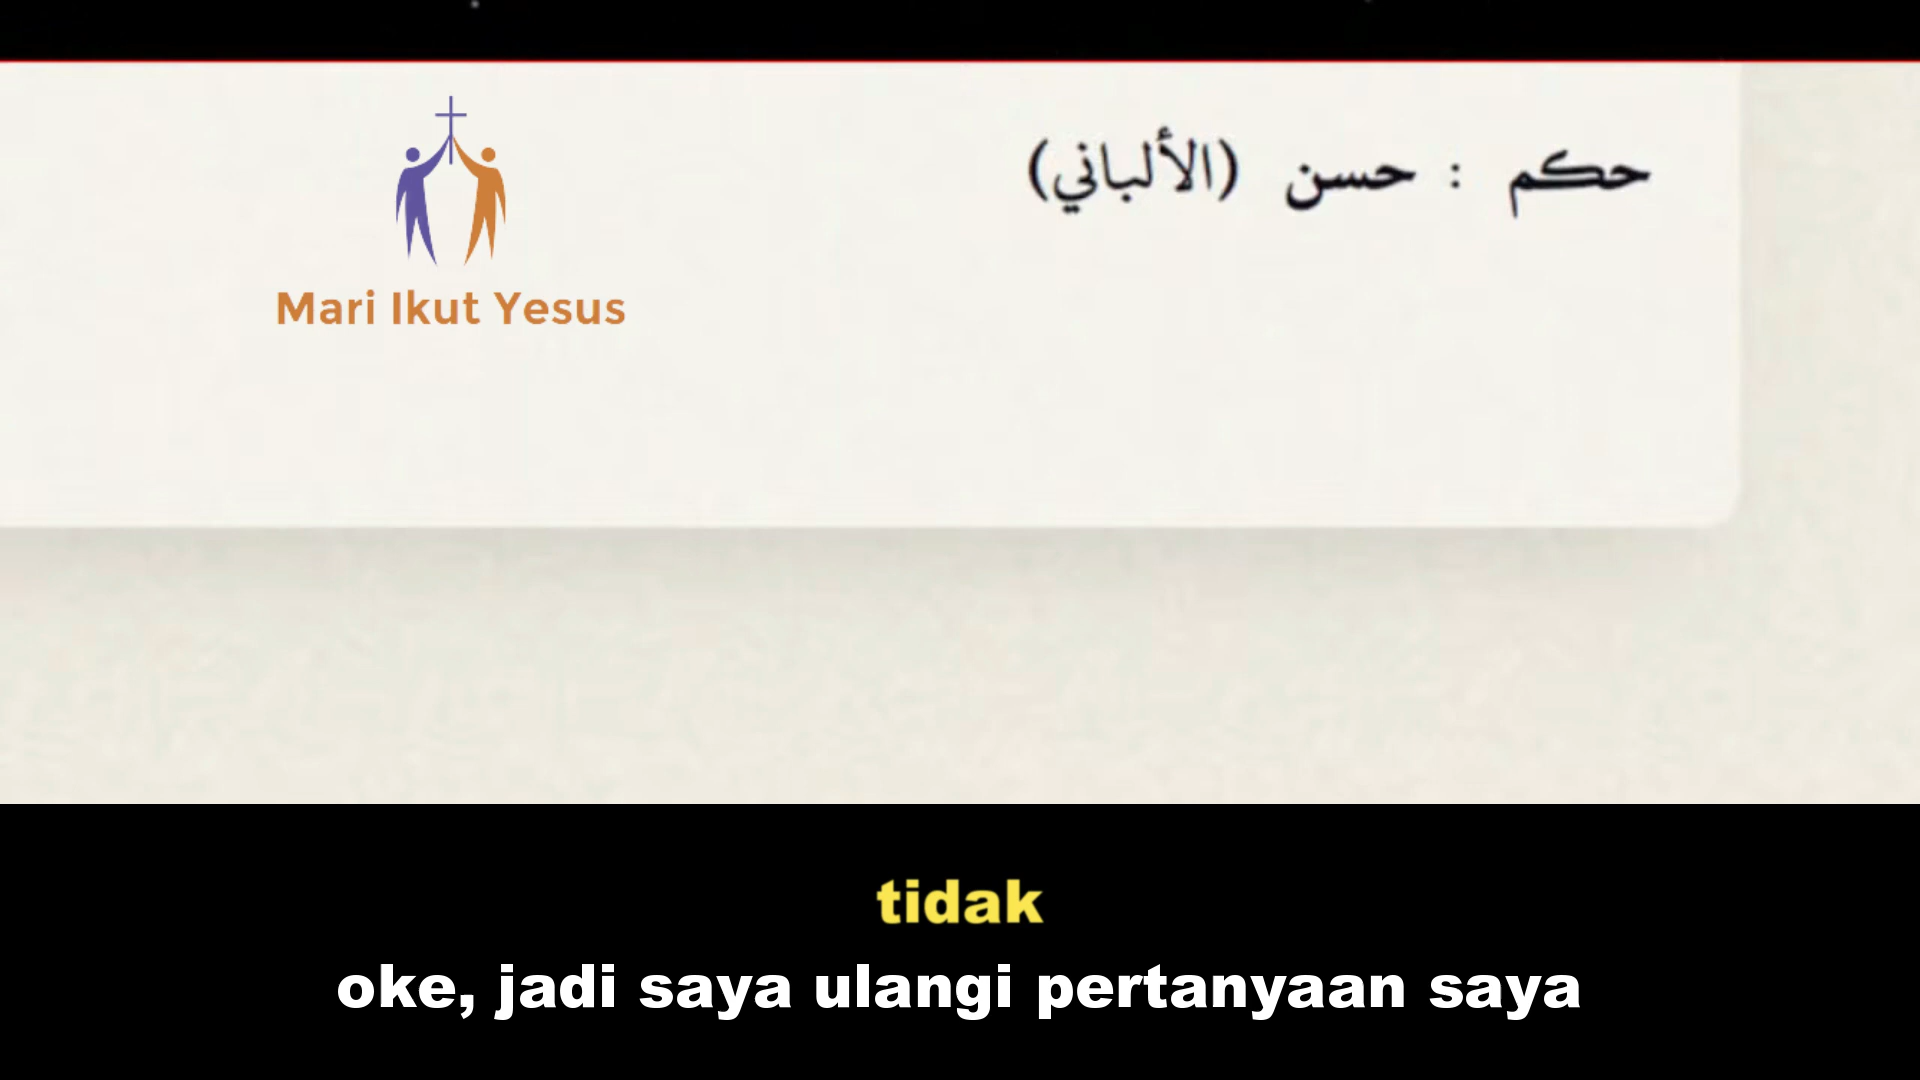 حكم : حسن (الألباني)
Mari Ikut Yesus
tidak
oke, jadi saya ulangi pertanyaan saya